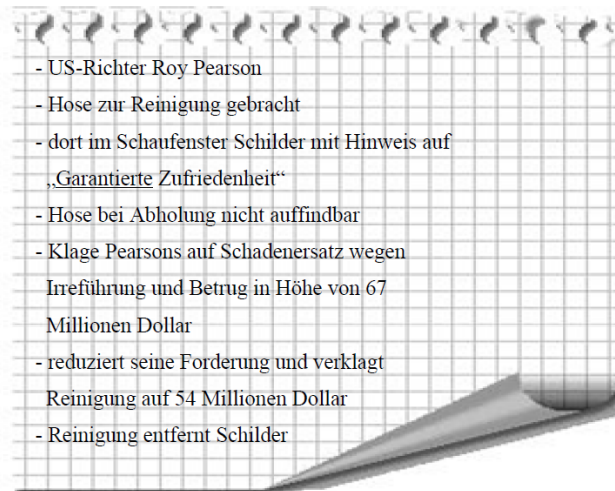 - US-Richter Roy Pearson
- Hose zur Reinigung gebracht
- dort im Schaufenster Schilder mit Hinweis auf
„Garantierte Zufriedenheit“
- Hose bei Abholung nicht auffindbar
- Klage Pearsons auf Schadenersatz wegen
Irreführung und Betrug in Höhe von 67
Millionen Dollar
- reduziert seine Forderung und verklagt
Reinigung auf 54 Millionen Dollar
- Reinigung entfernt Schilder